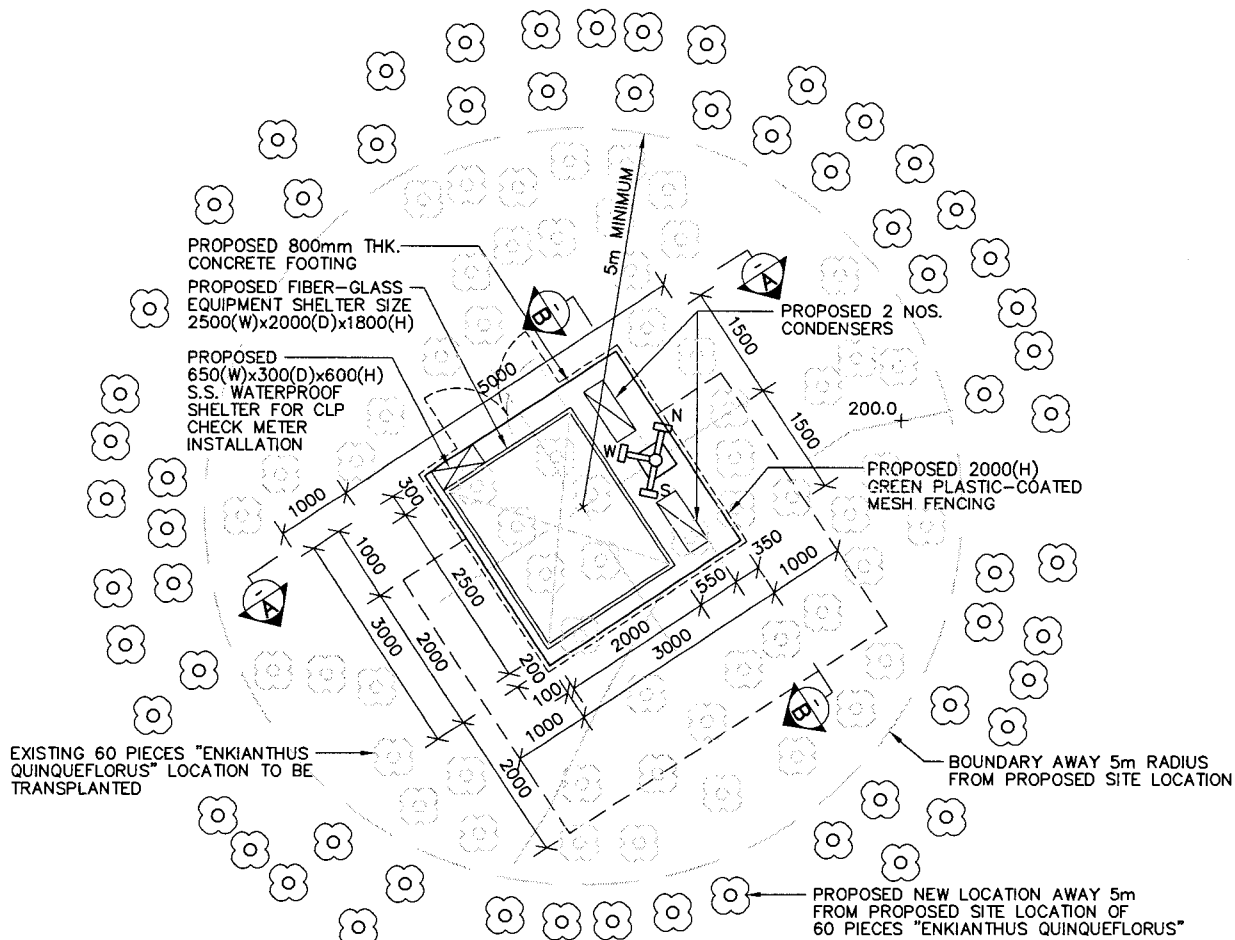 PROPOSED 800mm THK.
CONCRETE FOOTING
PROPOSED FIBER-GLASS
EQUIPMENT SHELTER SIZE
2500(W)x2000(D)x1800(H)
PROPOSED
650(W)x300(D)x600(H)
S.S. WATERPROOF
SHELTER FOR CLP
CHECK METER
INSTALLATION
5m MINIMUM
- A
- B
PROPOSED 2 NOS.
CONDENSERS
5000
1500
1500
200.0
N
W
S
PROPOSED 2000(H)
GREEN PLASTIC-COATED
MESH FENCING
1000
300
1000
2500
3000
2000
200
100
1000
2000
2000
3000
550
350
1000
- A
- B
EXISTING 60 PIECES "ENKIANTHUS
QUINQUEFLORUS" LOCATION TO BE
TRANSPLANTED
BOUNDARY AWAY 5m RADIUS
FROM PROPOSED SITE LOCATION
PROPOSED NEW LOCATION AWAY 5m
FROM PROPOSED SITE LOCATION OF
60 PIECES "ENKIANTHUS QUINQUEFLORUS"